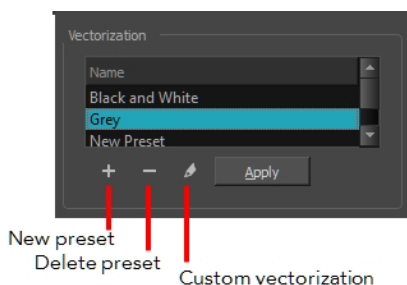 Vectorization
Name
Black and White
Grey
New Preset
Apply
New preset
Delete preset
Custom vectorization